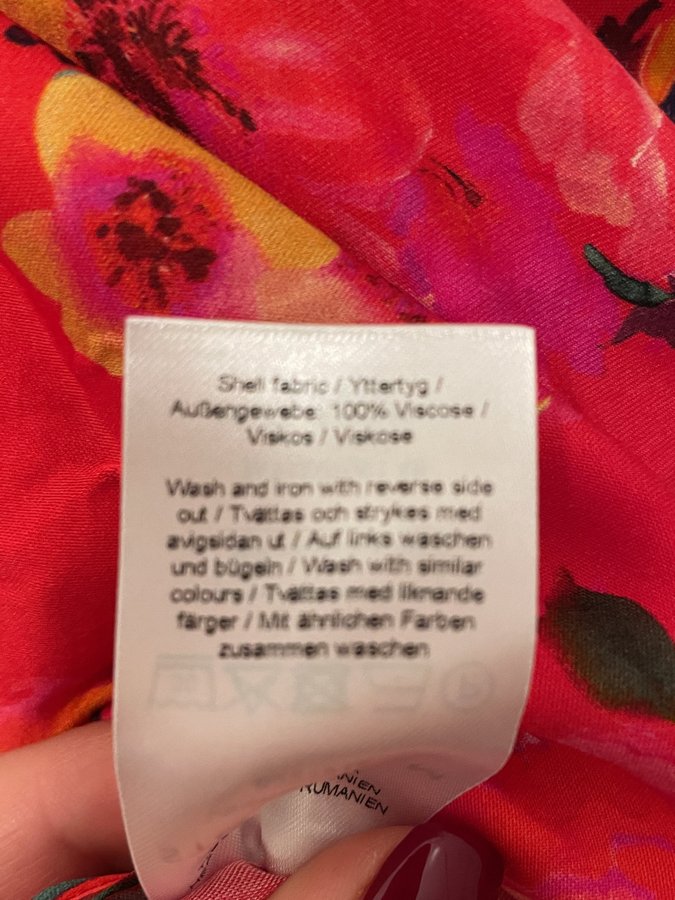 Shell fabric / Yttertyg /
Außengewebe: 100% Viscose /
Viskos / Viskose
Wash and iron with reverse side
out / Tvättas och strykes med
avigsidan ut / Auf links waschen
und bügeln / Wash with similar
colours / Tvättas med liknande
färger / Mit ähnlichen Farben
zusammen waschen
RUMANIEN